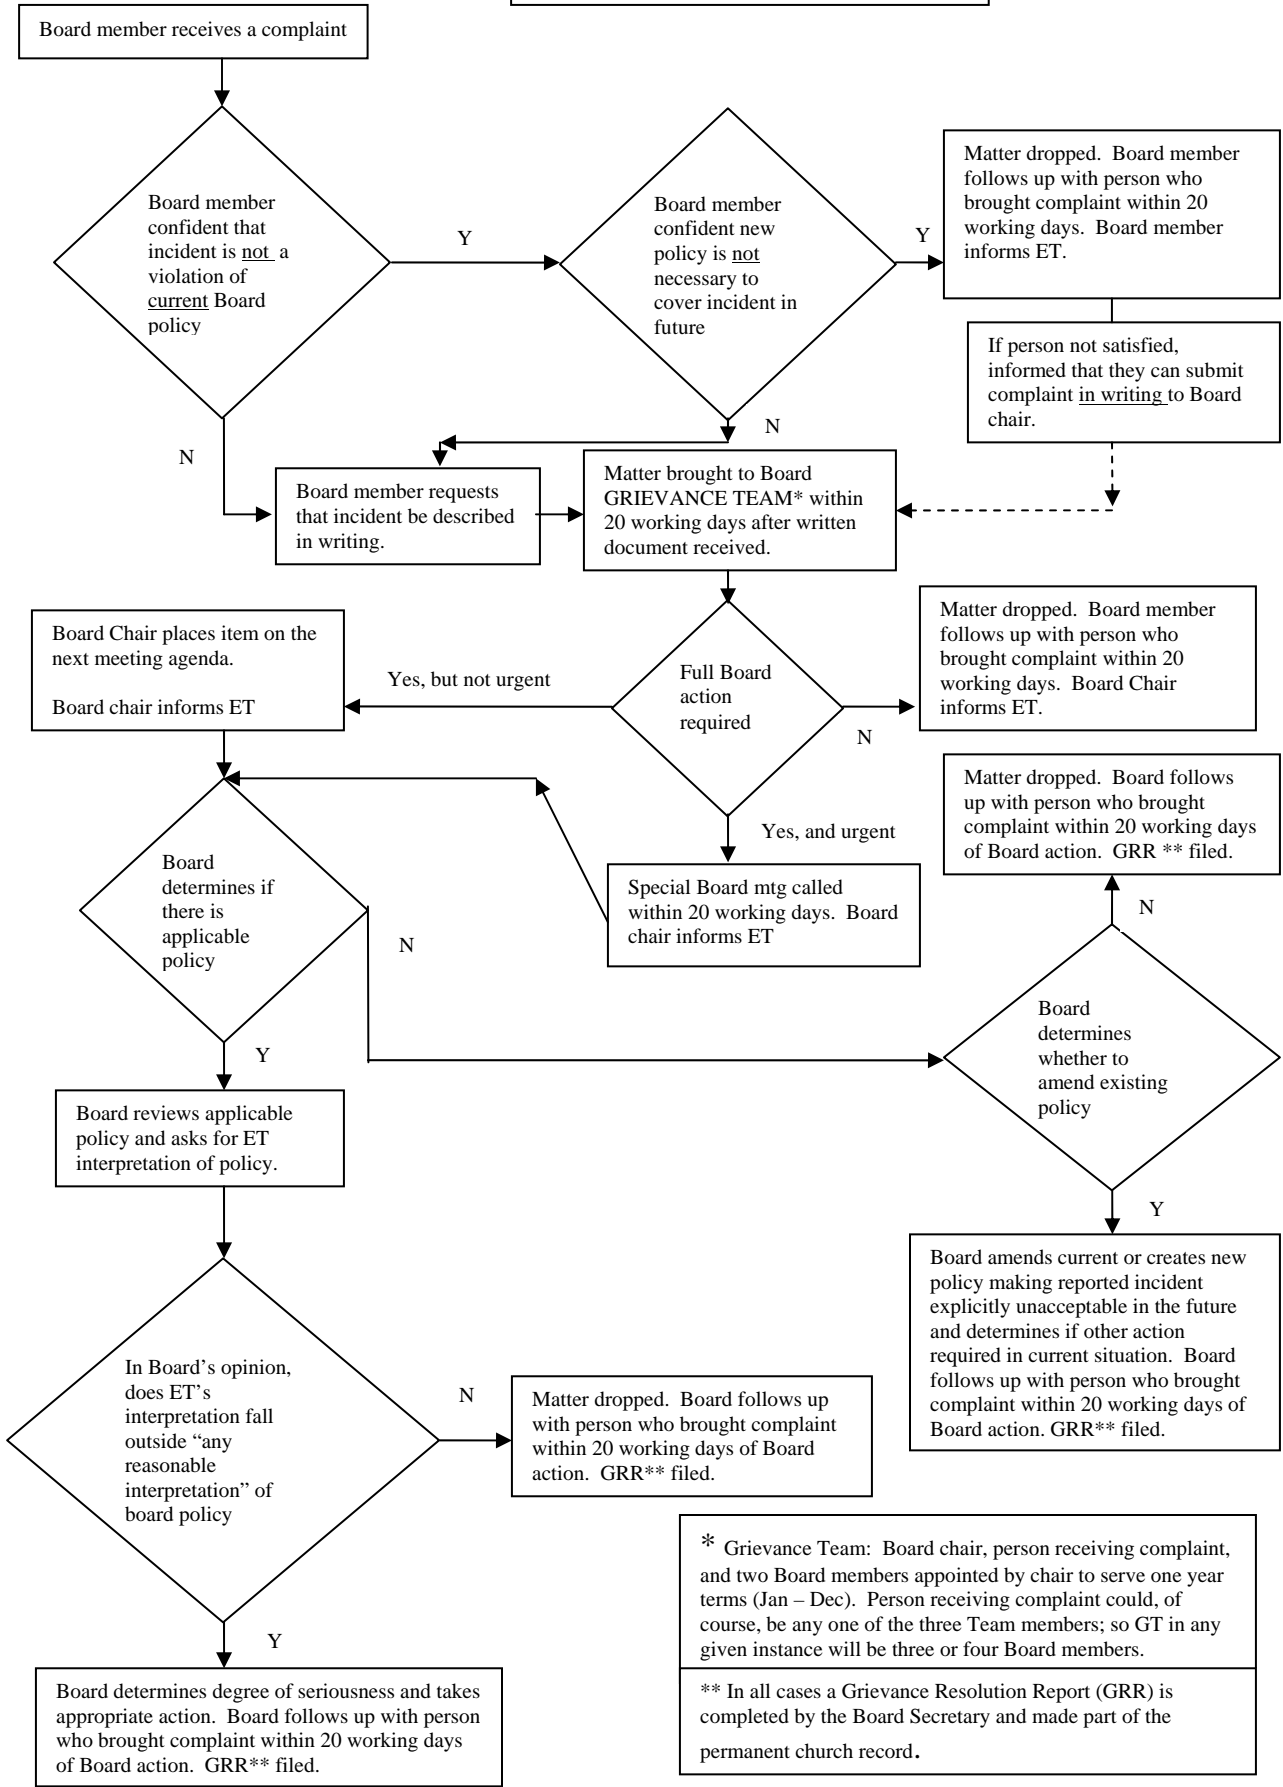 Board member receives a complaint
Board member
confident that
incident is not a
violation of
current Board
policy
Y
N
Board member
confident new
policy is not
necessary to
cover incident in
future
Y
N
Matter dropped. Board member
follows up with person who
brought complaint within 20
working days. Board member
informs ET.
If person not satisfied,
informed that they can submit
complaint in writing to Board
chair.
Board member requests
that incident be described
in writing.
Matter brought to Board
GRIEVANCE TEAM* within
20 working days after written
document received.
Full Board
action
required
Yes, but not urgent
N
Yes, and urgent
Matter dropped. Board member
follows up with person who
brought complaint within 20
working days. Board Chair
informs ET.
Board Chair places item on the
next meeting agenda.
Board chair informs ET
Special Board mtg called
within 20 working days. Board
chair informs ET
Board
determines if
there is
applicable
policy
N
Y
Matter dropped. Board follows
up with person who brought
complaint within 20 working days
of Board action. GRR ** filed.
N
Board
determines
whether to
amend existing
policy
Y
Board amends current or creates new
policy making reported incident
explicitly unacceptable in the future
and determines if other action
required in current situation. Board
follows up with person who brought
complaint within 20 working days of
Board action. GRR** filed.
Board reviews applicable
policy and asks for ET
interpretation of policy.
In Board’s opinion,
does ET’s
interpretation fall
outside “any
reasonable
interpretation” of
board policy
N
Y
Matter dropped. Board follows up
with person who brought complaint
within 20 working days of Board
action. GRR** filed.
Board determines degree of seriousness and takes
appropriate action. Board follows up with person
who brought complaint within 20 working days
of Board action. GRR** filed.
* Grievance Team: Board chair, person receiving complaint,
and two Board members appointed by chair to serve one year
terms (Jan – Dec). Person receiving complaint could, of
course, be any one of the three Team members; so GT in any
given instance will be three or four Board members.
** In all cases a Grievance Resolution Report (GRR) is
completed by the Board Secretary and made part of the
permanent church record.